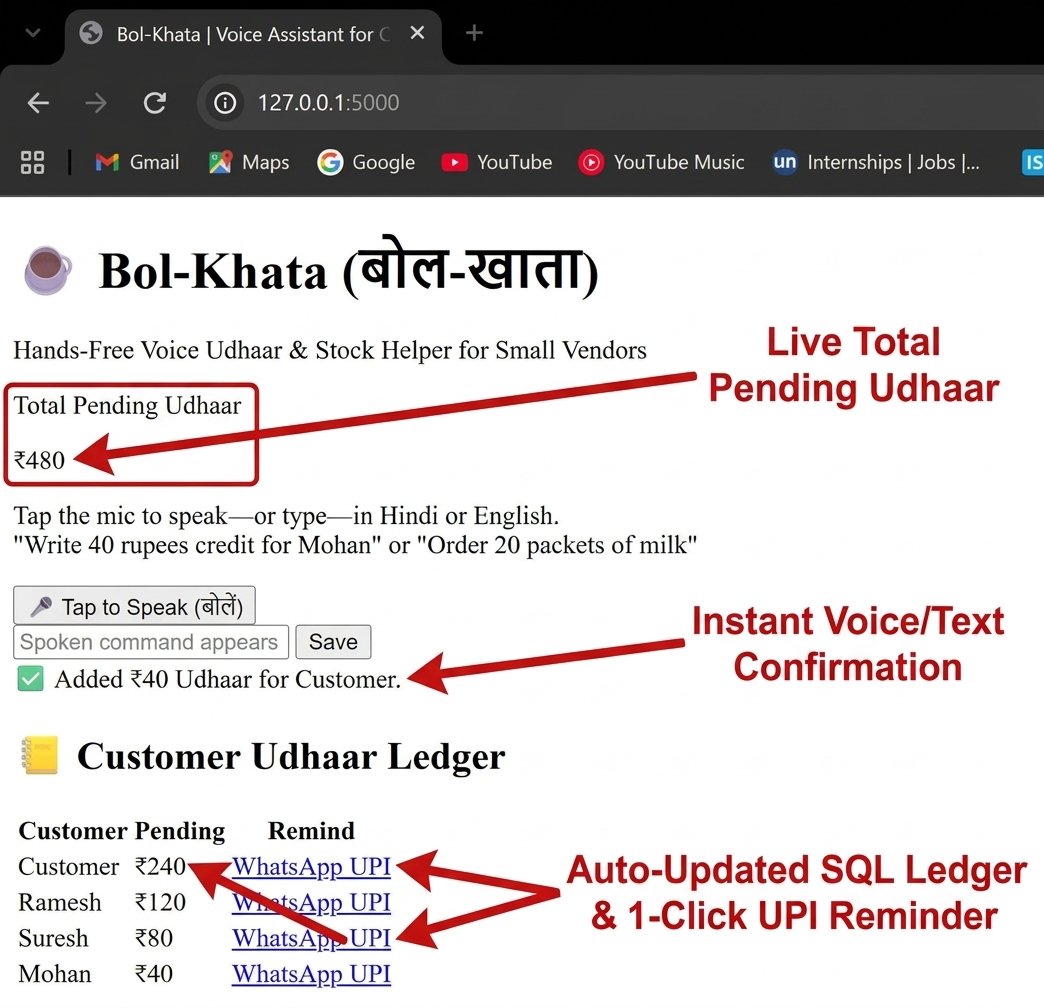 Bol-Khata | Voice Assistant for C
127.0.0.1:5000
Gmail Maps Google YouTube YouTube Music un Internships | Jobs |... IS
Bol-Khata (बोल-खाता)
Hands-Free Voice Udhaar & Stock Helper for Small Vendors
Live Total
Pending Udhaar
Total Pending Udhaar
₹480
Tap the mic to speak—or type—in Hindi or English.
"Write 40 rupees credit for Mohan" or "Order 20 packets of milk"
Tap to Speak (बोलें)
Spoken command appears Save
Added ₹40 Udhaar for Customer.
Instant Voice/Text
Confirmation
Customer Udhaar Ledger
Customer Pending Remind
Customer ₹240 WhatsApp UPI
Ramesh ₹120 WhatsApp UPI
Suresh ₹80 WhatsApp UPI
Mohan ₹40 WhatsApp UPI
Auto-Updated SQL Ledger
& 1-Click UPI Reminder